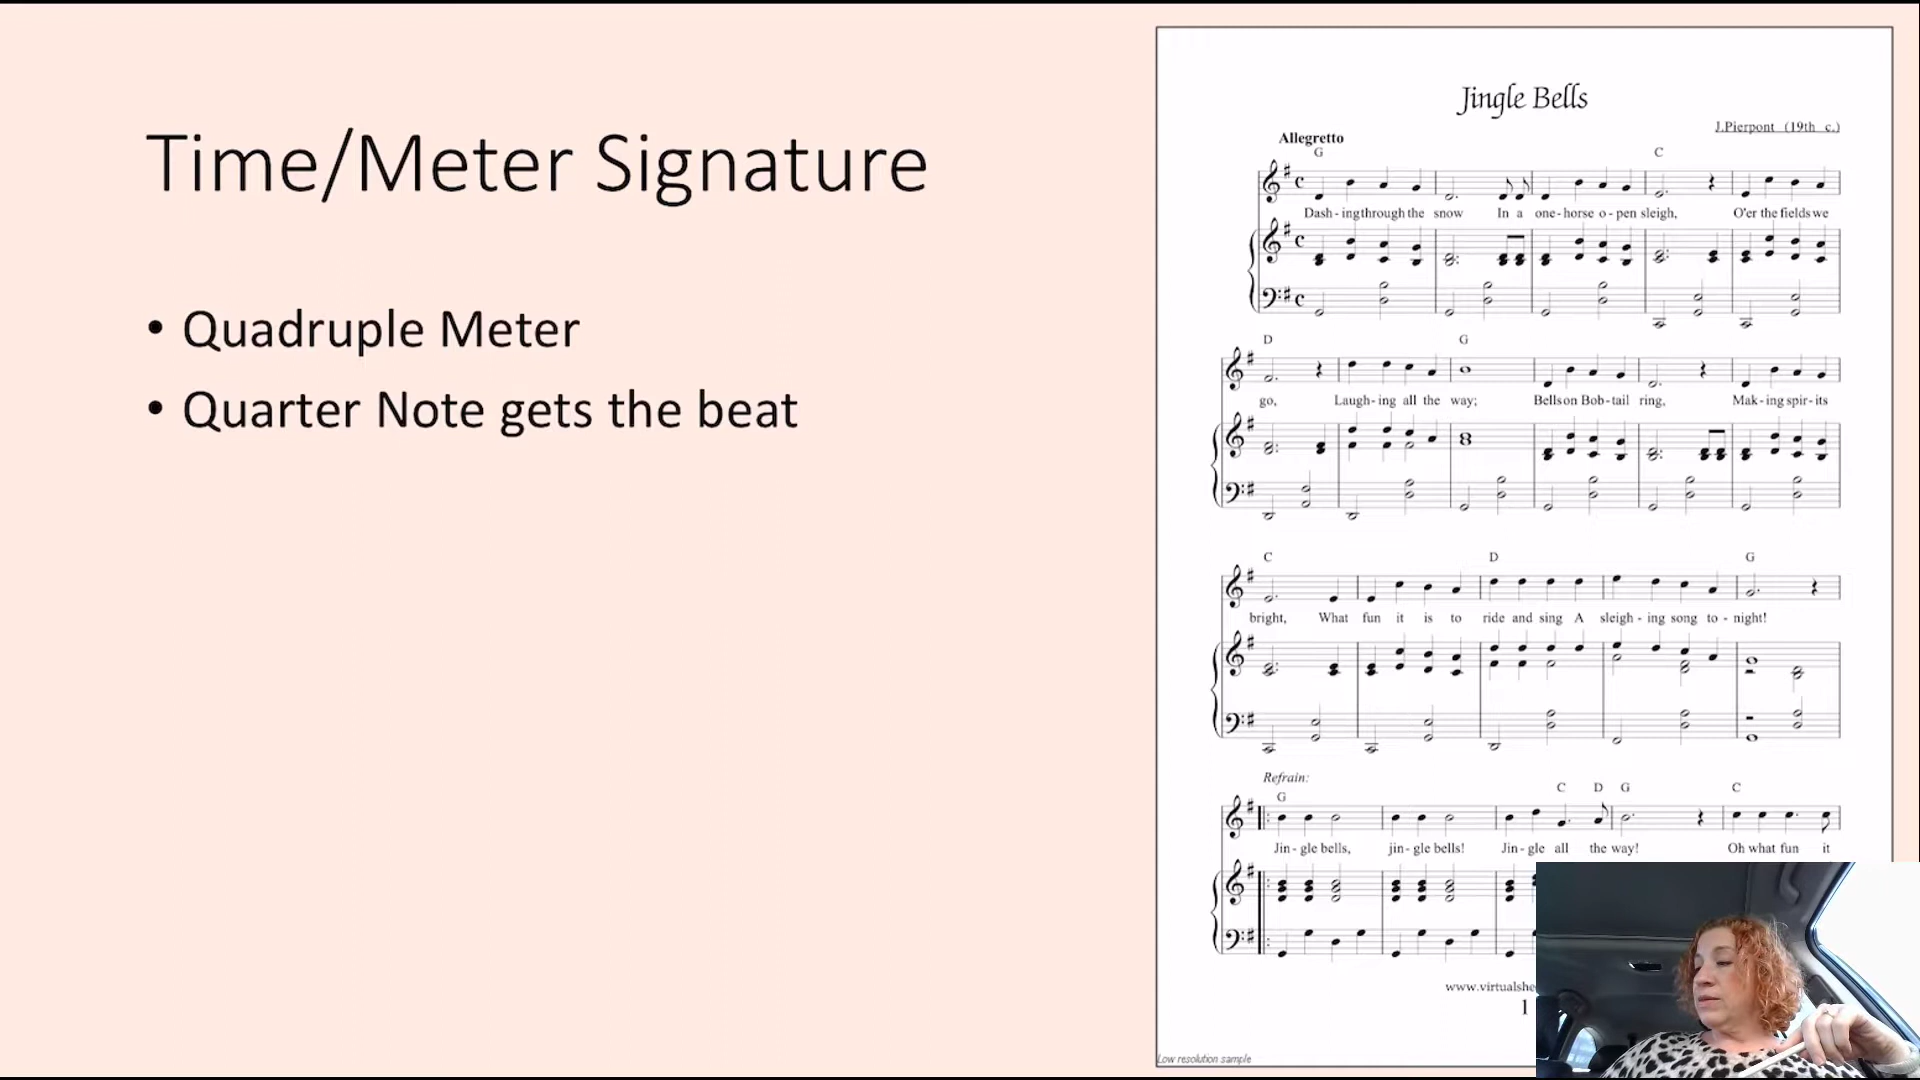 Time/Meter Signature
• Quadruple Meter
• Quarter Note gets the beat
Jingle Bells
J.Pierpont (19th c.)
Allegretto
G C
Dash - ing through the snow In a one - horse o - pen sleigh, O'er the fields we
D G
go, Laugh - ing all the way; Bells on Bob - tail ring, Mak - ing spir - its
C D G
bright, What fun it is to ride and sing A sleigh - ing song to - night!
Refrain:
G C D G C
Jin - gle bells, jin - gle bells! Jin - gle all the way! Oh what fun it
www.virtualshe
1
Low resolution sample